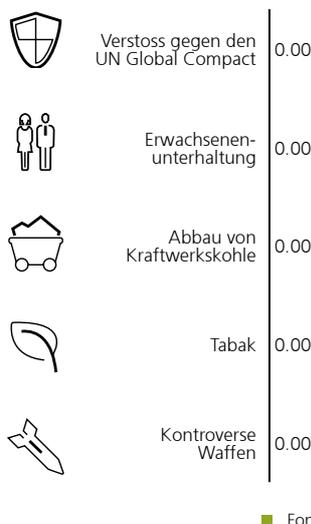 Verstoss gegen den
UN Global Compact
0.00
Erwachsenen-
unterhaltung
0.00
Abbau von
Kraftwerkskohle
0.00
Tabak
0.00
Kontroverse
Waffen
0.00